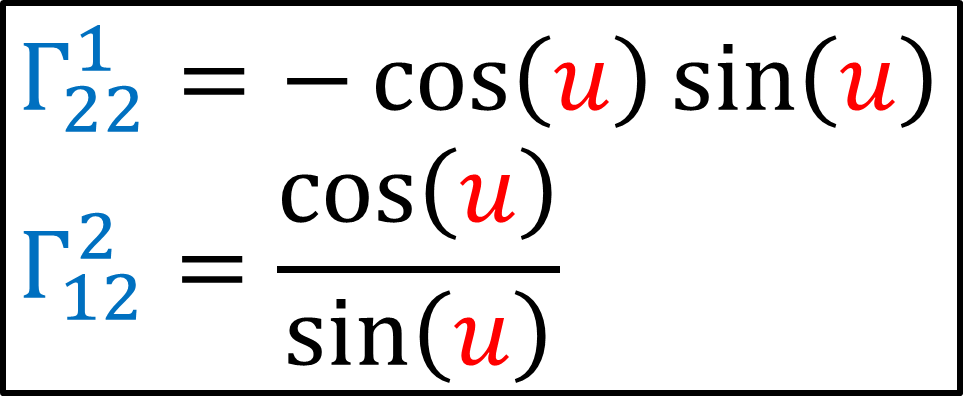 Γ¹₂₂ = − cos(u) sin(u)
Γ²₁₂ = cos(u) / sin(u)